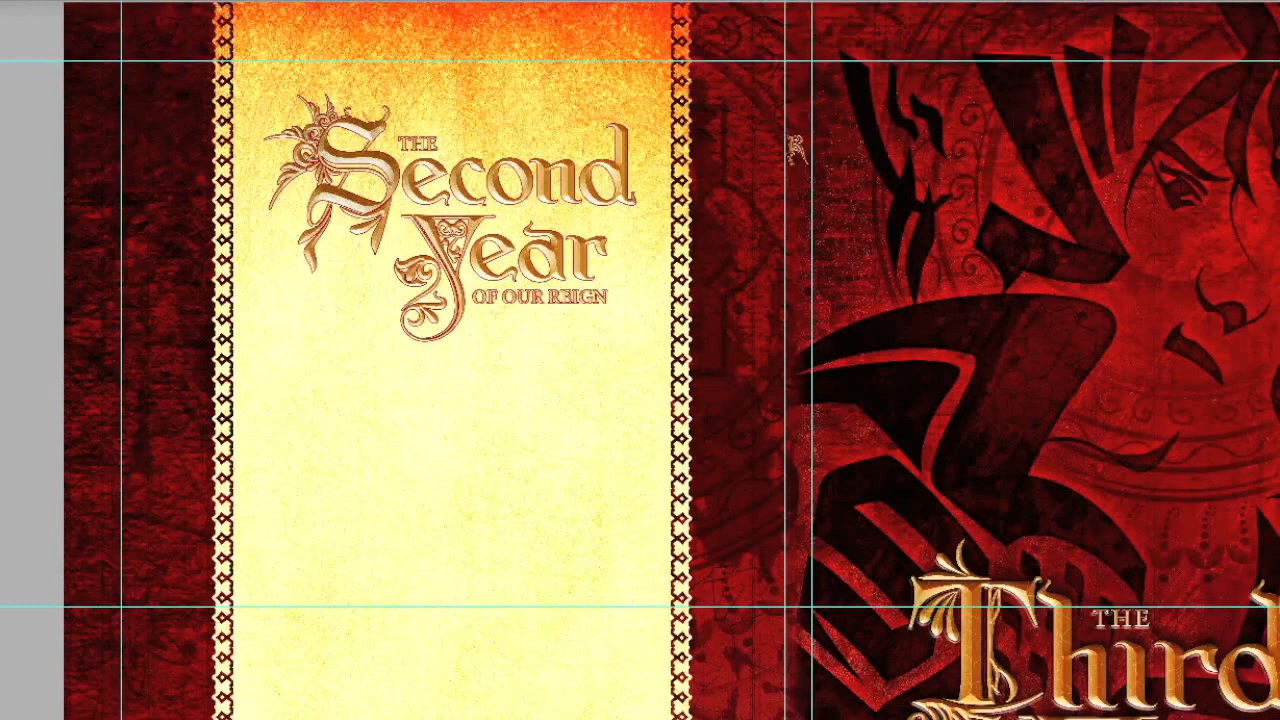 THE
Second
Year
OF OUR REIGN
THE
Third